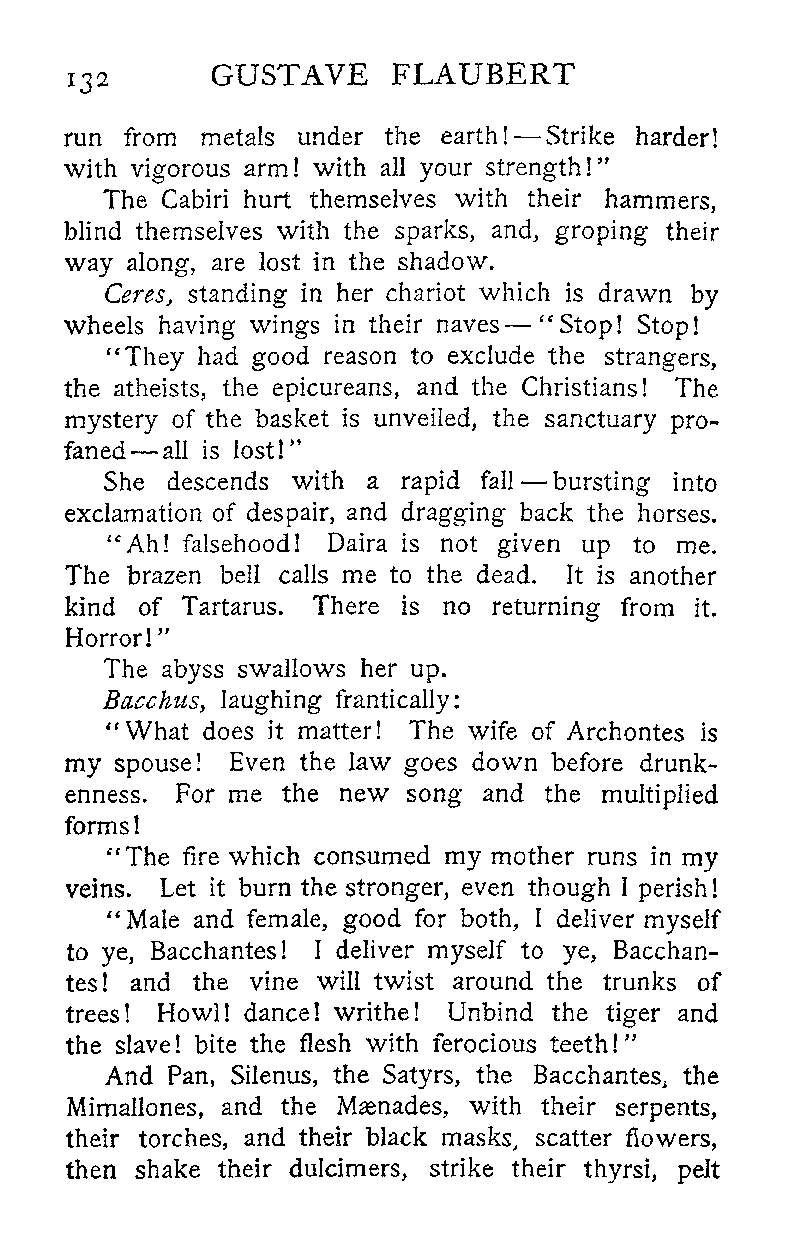 132 GUSTAVE FLAUBERT
run from metals under the earth!—Strike harder!
with vigorous arm! with all your strength!"
The Cabiri hurt themselves with their hammers,
blind themselves with the sparks, and, groping their
way along, are lost in the shadow.
Ceres, standing in her chariot which is drawn by
wheels having wings in their naves—"Stop! Stop!
"They had good reason to exclude the strangers,
the atheists, the epicureans, and the Christians! The
mystery of the basket is unveiled, the sanctuary pro-
faned—all is lost!"
She descends with a rapid fall—bursting into
exclamation of despair, and dragging back the horses.
"Ah! falsehood! Daira is not given up to me.
The brazen bell calls me to the dead. It is another
kind of Tartarus. There is no returning from it.
Horror!"
The abyss swallows her up.
Bacchus, laughing frantically:
"What does it matter! The wife of Archontes is
my spouse! Even the law goes down before drunk-
enness. For me the new song and the multiplied
forms!
"The fire which consumed my mother runs in my
veins. Let it burn the stronger, even though I perish!
"Male and female, good for both, I deliver myself
to ye, Bacchantes! I deliver myself to ye, Bacchan-
tes! and the vine will twist around the trunks of
trees! Howl! dance! writhe! Unbind the tiger and
the slave! bite the flesh with ferocious teeth!"
And Pan, Silenus, the Satyrs, the Bacchantes, the
Mimallones, and the Mænades, with their serpents,
their torches, and their black masks, scatter flowers,
then shake their dulcimers, strike their thyrsi, pelt